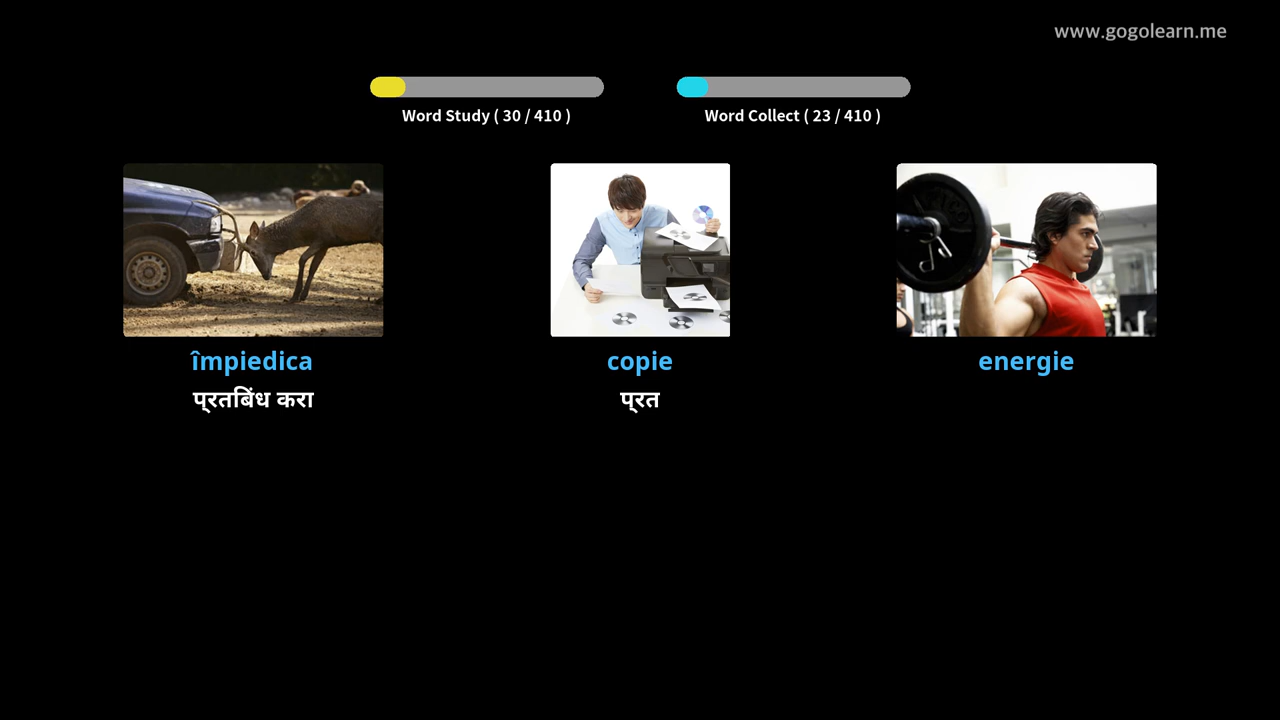 www.gogolearn.me
Word Study ( 30 / 410 )
Word Collect ( 23 / 410 )
împiedica
copie
energie
प्रतिबंध करा
प्रत